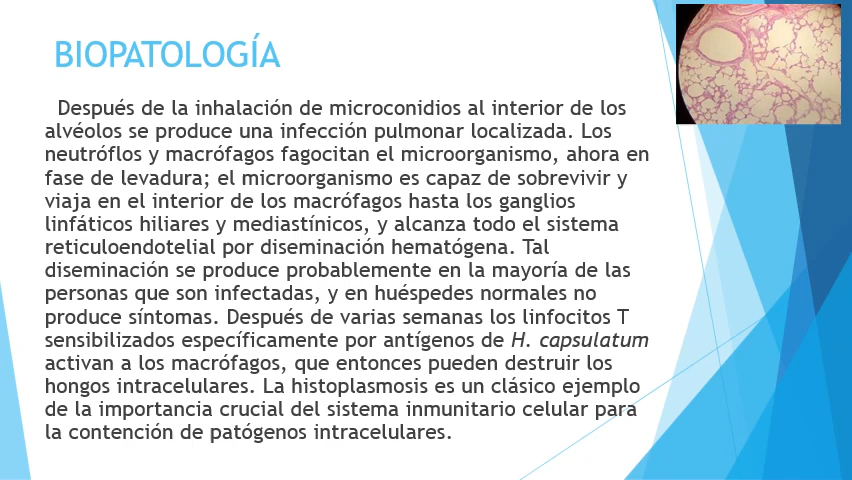 BIOPATOLOGÍA
Después de la inhalación de microconidios al interior de los
alvéolos se produce una infección pulmonar localizada. Los
neutróflos y macrófagos fagocitan el microorganismo, ahora en
fase de levadura; el microorganismo es capaz de sobrevivir y
viaja en el interior de los macrófagos hasta los ganglios
linfáticos hiliares y mediastínicos, y alcanza todo el sistema
reticuloendotelial por diseminación hematógena. Tal
diseminación se produce probablemente en la mayoría de las
personas que son infectadas, y en huéspedes normales no
produce síntomas. Después de varias semanas los linfocitos T
sensibilizados específicamente por antígenos de H. capsulatum
activan a los macrófagos, que entonces pueden destruir los
hongos intracelulares. La histoplasmosis es un clásico ejemplo
de la importancia crucial del sistema inmunitario celular para
la contención de patógenos intracelulares.